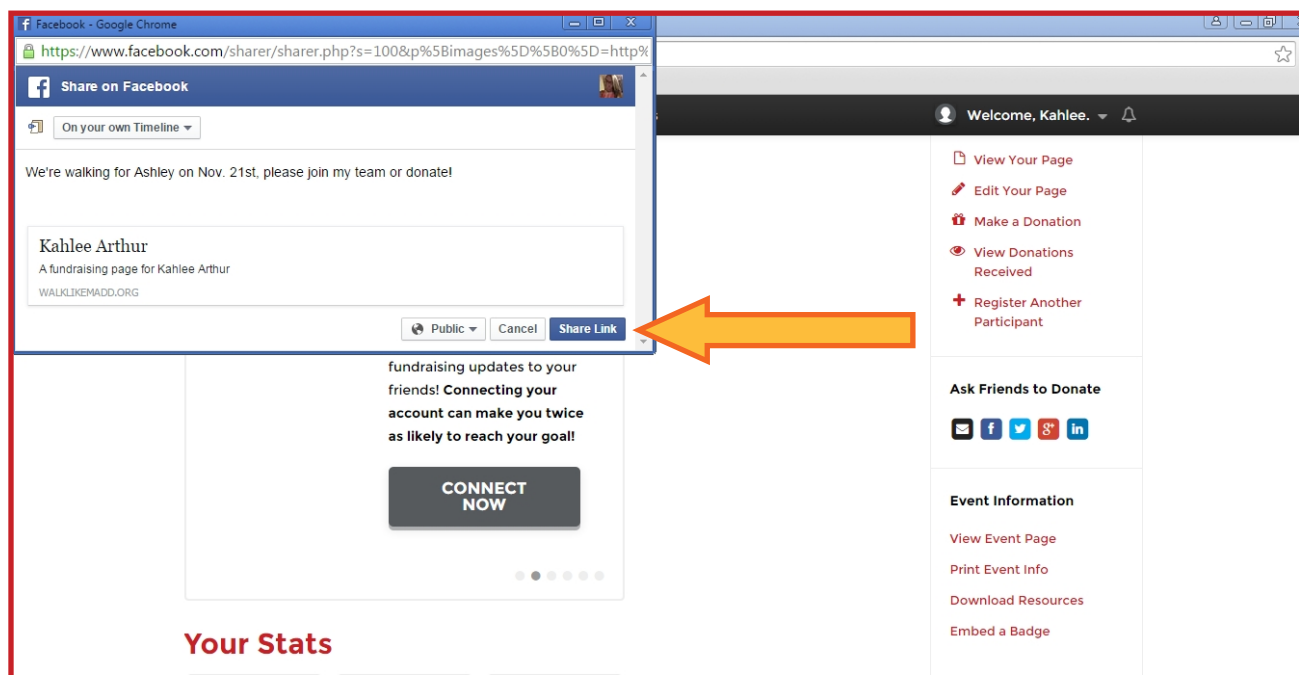 Facebook - Google Chrome
https://www.facebook.com/sharer/sharer.php?s=100&p%5Bimages%5D%5B0%5D=http%
f Share on Facebook
On your own Timeline
We're walking for Ashley on Nov. 21st, please join my team or donate!
Kahlee Arthur
A fundraising page for Kahlee Arthur
WALKLIKEMADD.ORG
Public
Cancel
Share Link
fundraising updates to your
friends! Connecting your
account can make you twice
as likely to reach your goal!
CONNECT
NOW
Your Stats
Welcome, Kahlee.
View Your Page
Edit Your Page
Make a Donation
View Donations
Received
Register Another
Participant
Ask Friends to Donate
Event Information
View Event Page
Print Event Info
Download Resources
Embed a Badge